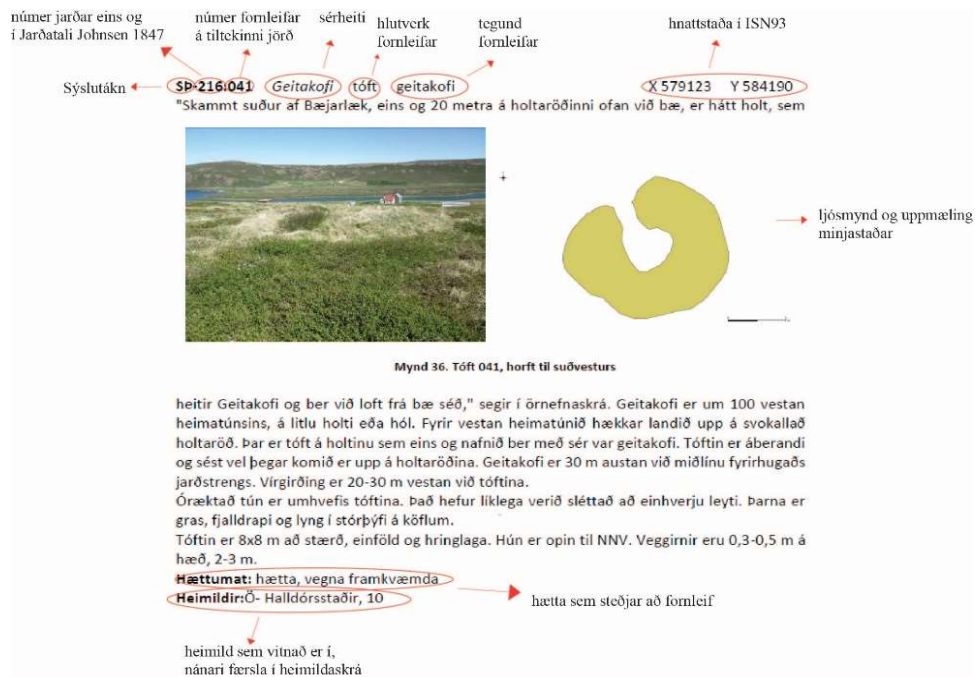 númer jarðar eins og
í Jarðatali Johnsen 1847
númer fornleifar
á tiltekinni jörð
sérheiti
hlutverk
fornleifar
tegund
fornleifar
hnattstaða í ISN93
Sýslutákn
SÞ-216:041 Geitakofi tóft geitakofi X 579123 Y 584190
"Skammt suður af Bæjarlæk, eins og 20 metra á holtaröðinni ofan við bæ, er hátt holt, sem
ljósmynd og uppmæling
minjastaðar
Mynd 36. Tóft 041, horft til suðvesturs
heitir Geitakofi og ber við loft frá bæ séð," segir í örnefnaskrá. Geitakofi er um 100 vestan
heimatúnsins, á litlu holti eða hól. Fyrir vestan heimatúnið hækkar landið upp á svokallað
holtaröð. Þar er tóft á holtinu sem eins og nafnið ber með sér var geitakofi. Tóftin er áberandi
og sést vel þegar komið er upp á holtaröðina. Geitakofi er 30 m austan við miðlínu fyrirhugaðs
jarðstrengs. Vírgirðing er 20-30 m vestan við tóftina.
Óræktað tún er umhvefis tóftina. Það hefur líklega verið sléttað að einhverju leyti. Þarna er
gras, fjalldrapi og lyng í stórþýfi á köflum.
Tóftin er 8x8 m að stærð, einföld og hringlaga. Hún er opin til NNV. Veggirnir eru 0,3-0,5 m á
hæð, 2-3 m.
Hættumat: hætta, vegna framkvæmda
Heimildir:Ö- Halldórsstaðir, 10
hætta sem steðjar að fornleif
heimild sem vitnað er í,
nánari færsla í heimildaskrá